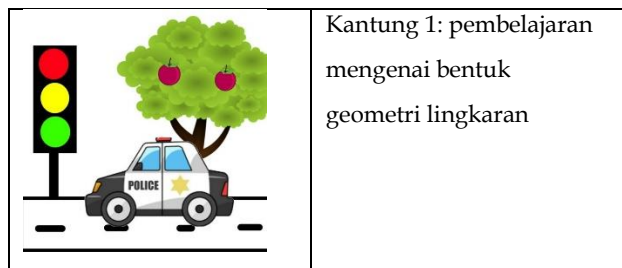 Kantung 1: pembelajaran
mengenai bentuk
geometri lingkaran
POLICE